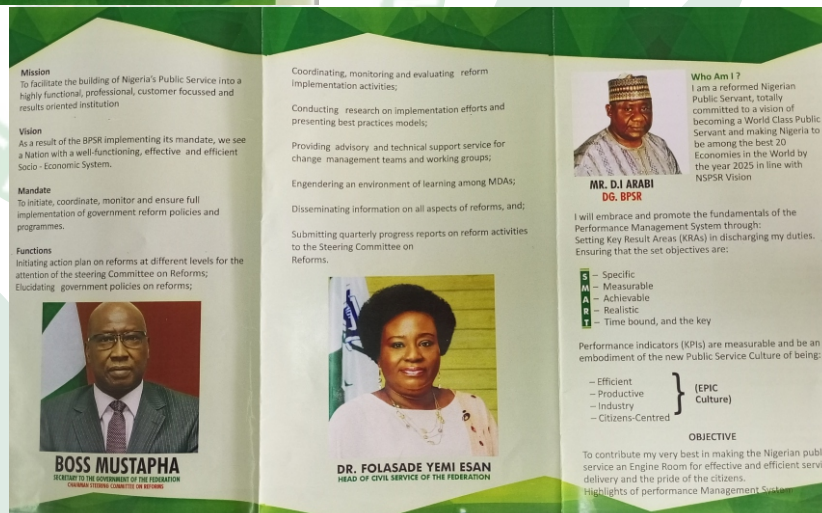 Mission
To facilitate the building of Nigeria's Public Service into a
highly functional, professional, customer focussed and
results oriented institution
Vision
As a result of the BPSR implementing its mandate, we see
a Nation with a well-functioning, effective and efficient
Socio - Economic System.
Mandate
To initiate, coordinate, monitor and ensure full
implementation of government reform policies and
programmes.
Functions
Initiating action plan on reforms at different levels for the
attention of the steering Committee on Reforms;
Elucidating government policies on reforms;
BOSS MUSTAPHA
SECRETARY TO THE GOVERNMENT OF THE FEDERATION
CHAIRMAN STEERING COMMITTEE ON REFORMS
Coordinating, monitoring and evaluating reform
implementation activities;
Conducting research on implementation efforts and
presenting best practices models;
Providing advisory and technical support service for
change management teams and working groups;
Engendering an environment of learning among MDAs;
Disseminating information on all aspects of reforms, and;
Submitting quarterly progress reports on reform activities
to the Steering Committee on
Reforms.
DR. FOLASADE YEMI ESAN
HEAD OF CIVIL SERVICE OF THE FEDERATION
MR. D.I ARABI
DG. BPSR
Who Am I ?
I am a reformed Nigerian
Public Servant, totally
committed to a vision of
becoming a World Class Public
Servant and making Nigeria to
be among the best 20
Economies in the World by
the year 2025 in line with
NSPSR Vision
I will embrace and promote the fundamentals of the
Performance Management System through:
Setting Key Result Areas (KRAs) in discharging my duties.
Ensuring that the set objectives are:
S – Specific
M – Measurable
A – Achievable
R – Realistic
T – Time bound, and the key
Performance indicators (KPIs) are measurable and be an
embodiment of the new Public Service Culture of being:
– Efficient
– Productive
– Industry
– Citizens-Centred
(EPIC
Culture)
OBJECTIVE
To contribute my very best in making the Nigerian publ
service an Engine Room for effective and efficient servi
delivery and the pride of the citizens.
Highlights of performance Management System